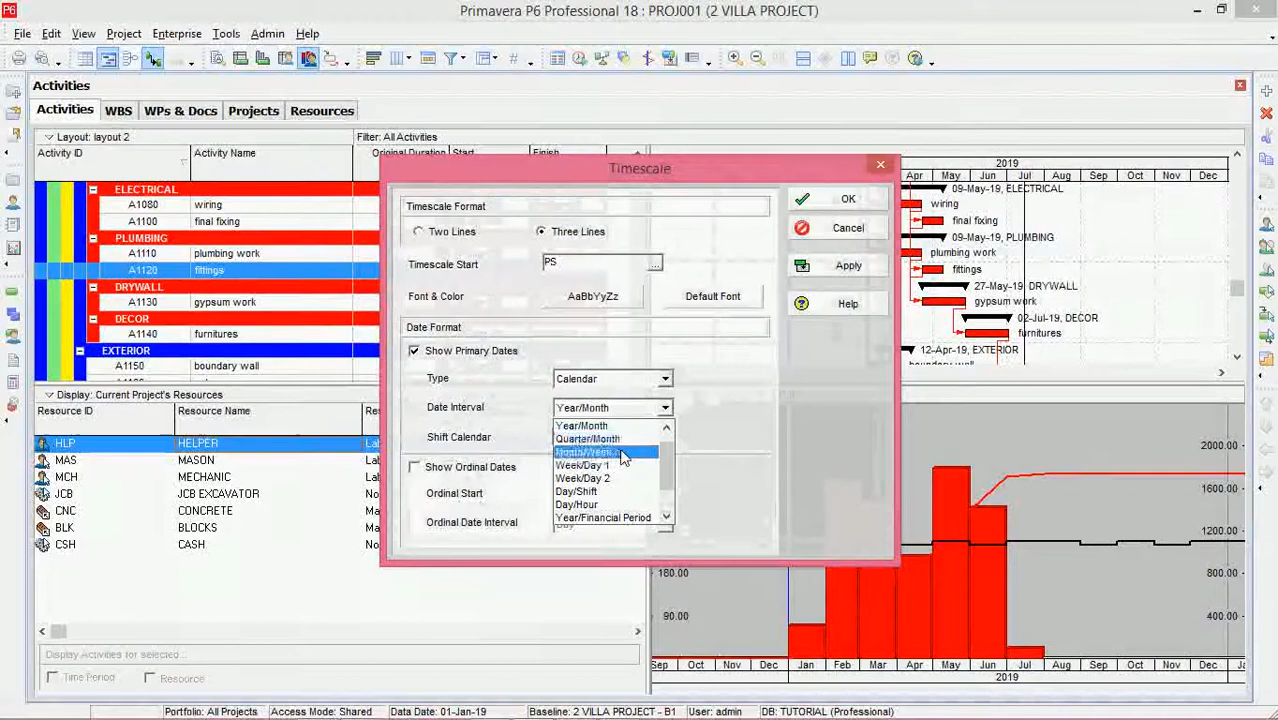 Primavera P6 Professional 18 : PROJ001 (2 VILLA PROJECT)
File Edit View Project Enterprise Tools Admin Help
Activities
Activities WBS WPs & Docs Projects Resources
Layout: layout 2 Filter: All Activities
Activity ID Activity Name Original Duration Start Finish
2019
Apr May Jun Jul Aug Sep Oct Nov Dec
ELECTRICAL
A1080 wiring
A1100 final fixing
PLUMBING
A1110 plumbing work
A1120 fittings
DRYWALL
A1130 gypsum work
DECOR
A1140 furnitures
EXTERIOR
A1150 boundary wall
09-May-19, ELECTRICAL
wiring
final fixing
09-May-19, PLUMBING
plumbing work
fittings
27-May-19, DRYWALL
gypsum work
02-Jul-19, DECOR
furnitures
12-Apr-19, EXTERIOR
boundary wall
Timescale
Timescale Format
Two Lines Three Lines
Timescale Start PS ...
Font & Color AaBbYyZz Default Font
Date Format
Show Primary Dates
Type Calendar
Date Interval Year/Month
Shift Calendar
Show Ordinal Dates
Ordinal Start
Ordinal Date Interval Day
Year/Month
Quarter/Month
Month/Week
Week/Day 1
Week/Day 2
Day/Shift
Day/Hour
Year/Financial Period
OK
Cancel
Apply
Help
Display: Current Project's Resources
Resource ID Resource Name
HLP HELPER
MAS MASON
MCH MECHANIC
JCB JCB EXCAVATOR
CNC CONCRETE
BLK BLOCKS
CSH CASH
Display Activities for selected...
Time Period Resource
2000.00
1600.00
1200.00
800.00
400.00
180.00
90.00
Sep Oct Nov Dec Jan Feb Mar Apr May Jun Jul Aug Sep Oct Nov Dec
2019
Portfolio: All Projects Access Mode: Shared Data Date: 01-Jan-19 Baseline: 2 VILLA PROJECT - B1 User: admin DB: TUTORIAL (Professional)